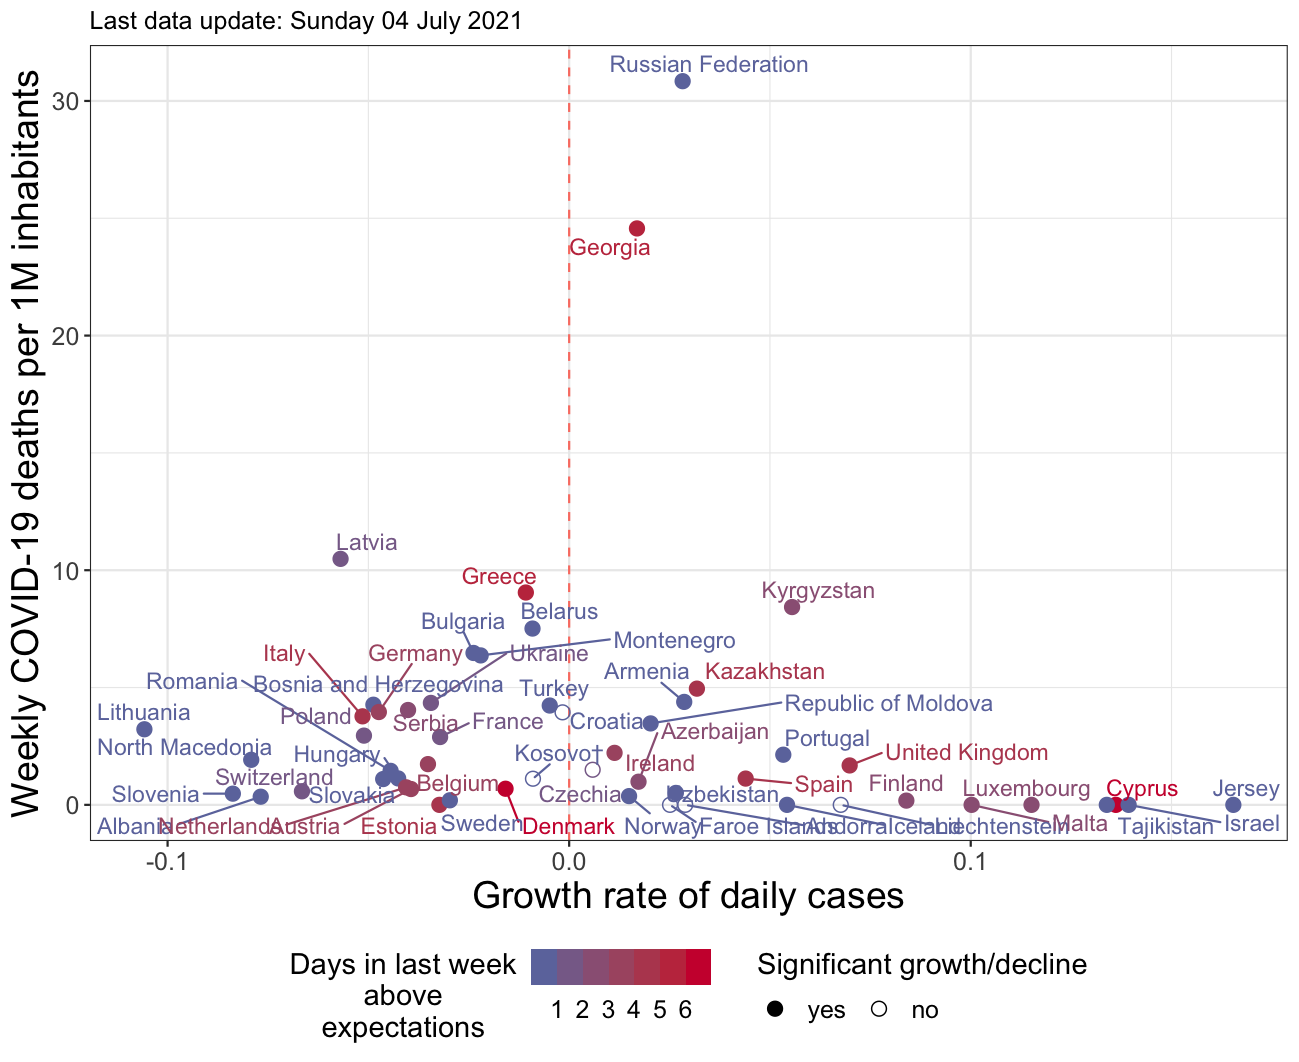 Last data update: Sunday 04 July 2021
Weekly COVID-19 deaths per 1M inhabitants
30
20
10
0
Russian Federation
Georgia
Latvia
Greece
Kyrgyzstan
Belarus
Bulgaria
Montenegro
Italy
Germany
Ukraine
Armenia
Kazakhstan
Romania
Bosnia and Herzegovina
Turkey
Republic of Moldova
Lithuania
Poland
Serbia
France
Croatia
Azerbaijan
Portugal
North Macedonia
Hungary
Kosovo†
United Kingdom
Switzerland
Ireland
Belgium
Spain
Finland
Luxembourg
Cyprus
Jersey
Slovenia
Slovakia
Czechia
Uzbekistan
Albania
Netherlands
Austria
Estonia
Sweden
Denmark
Norway
Faroe Islands
Andorra
Iceland
Liechtenstein
Malta
Tajikistan
Israel
-0.1
0.0
0.1
Growth rate of daily cases
Days in last week
above
expectations
1 2 3 4 5 6
Significant growth/decline
yes
no